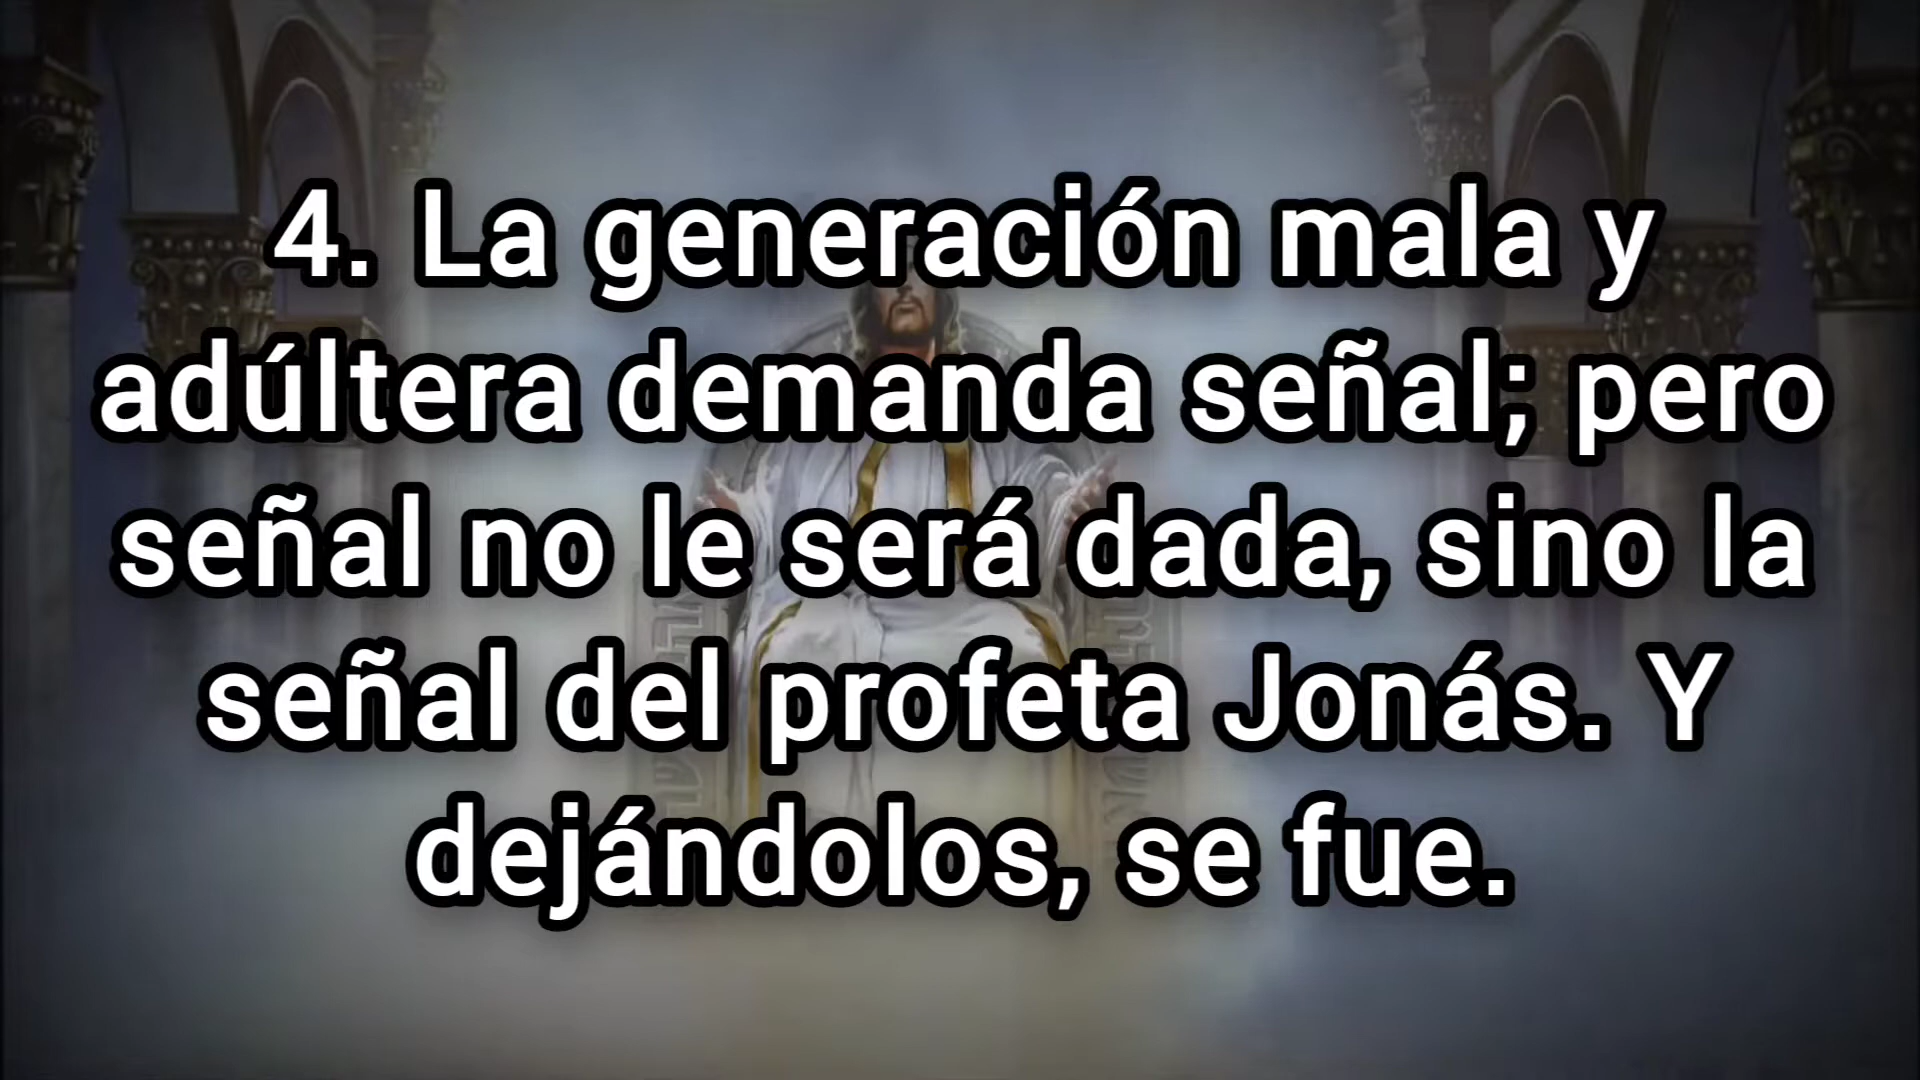 4. La generación mala y
adúltera demanda señal; pero
señal no le será dada, sino la
señal del profeta Jonás. Y
dejándolos, se fue.